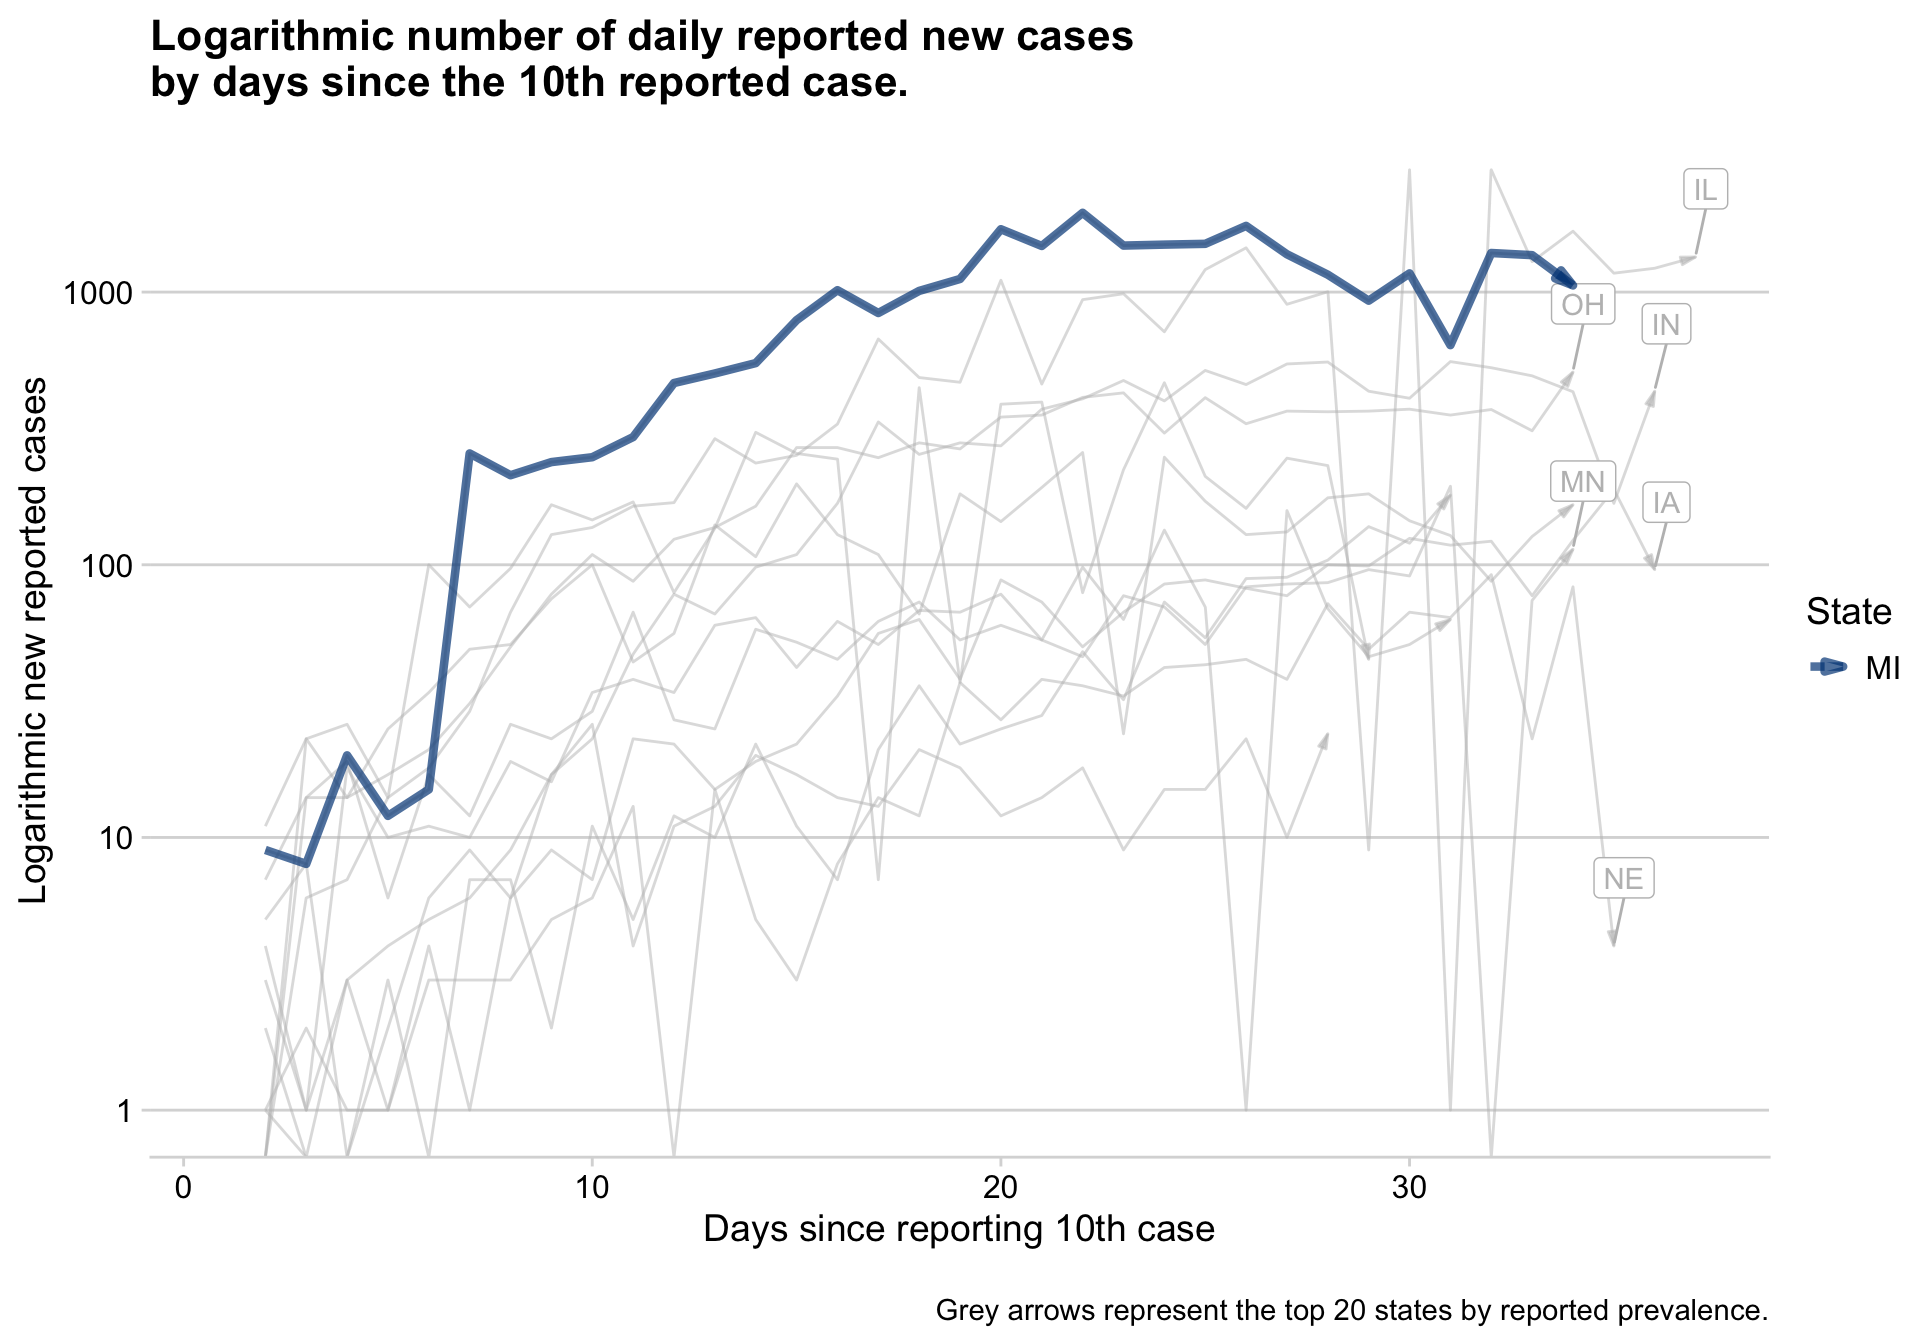 Logarithmic number of daily reported new cases
by days since the 10th reported case.
IL
1000
OH
IN
MN
IA
100
State
MI
10
NE
1
Logarithmic new reported cases
0 10 20 30
Days since reporting 10th case
Grey arrows represent the top 20 states by reported prevalence.